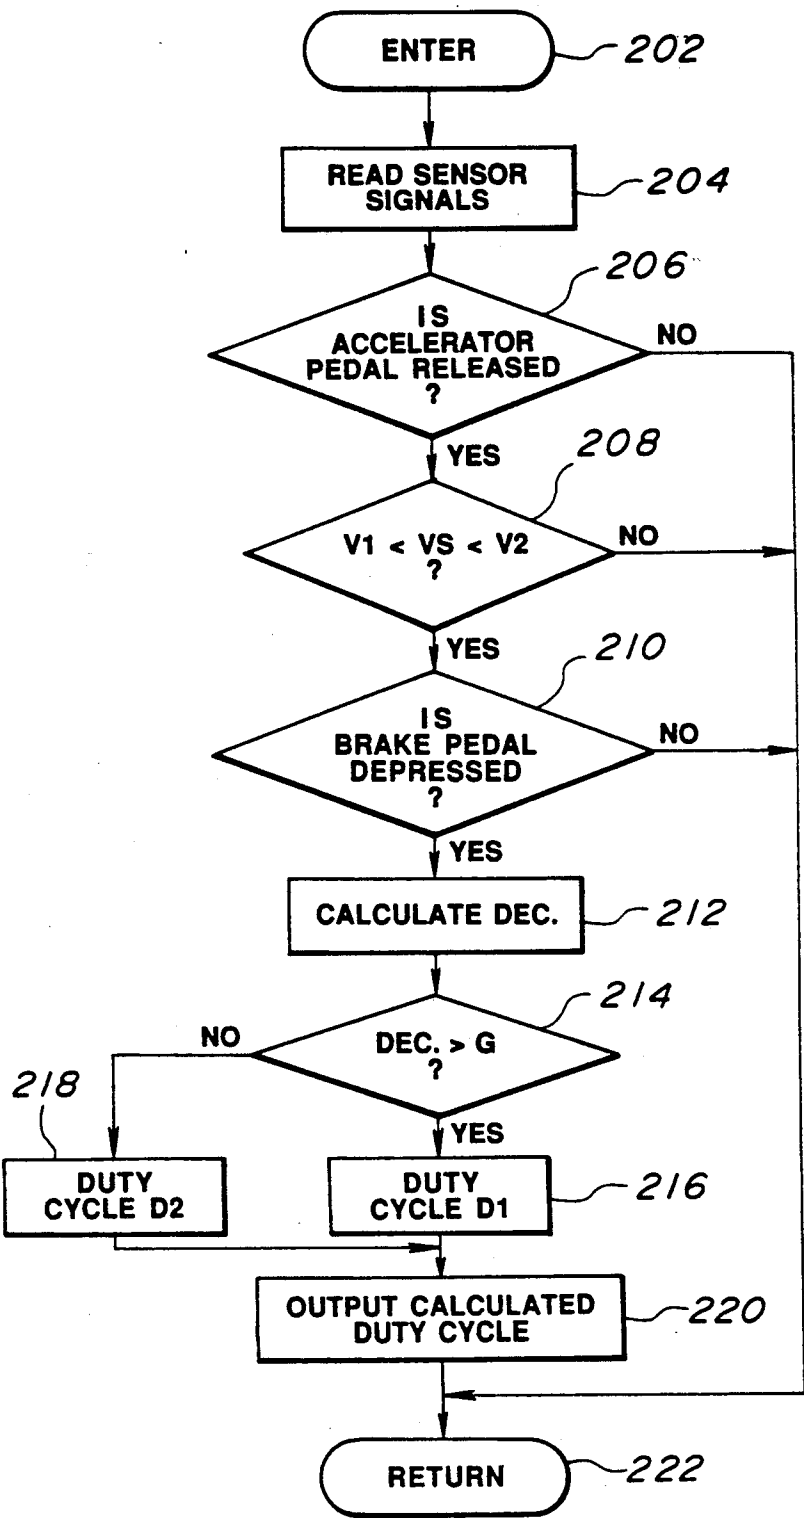 ENTER
202
READ SENSOR
SIGNALS
204
206
IS
ACCELERATOR
PEDAL RELEASED
?
NO
YES
208
V1 < VS < V2
?
NO
YES
210
IS
BRAKE PEDAL
DEPRESSED
?
NO
YES
CALCULATE DEC.
212
214
NO
DEC. > G
?
218
YES
DUTY
CYCLE D2
DUTY
CYCLE D1
216
OUTPUT CALCULATED
DUTY CYCLE
220
RETURN
222